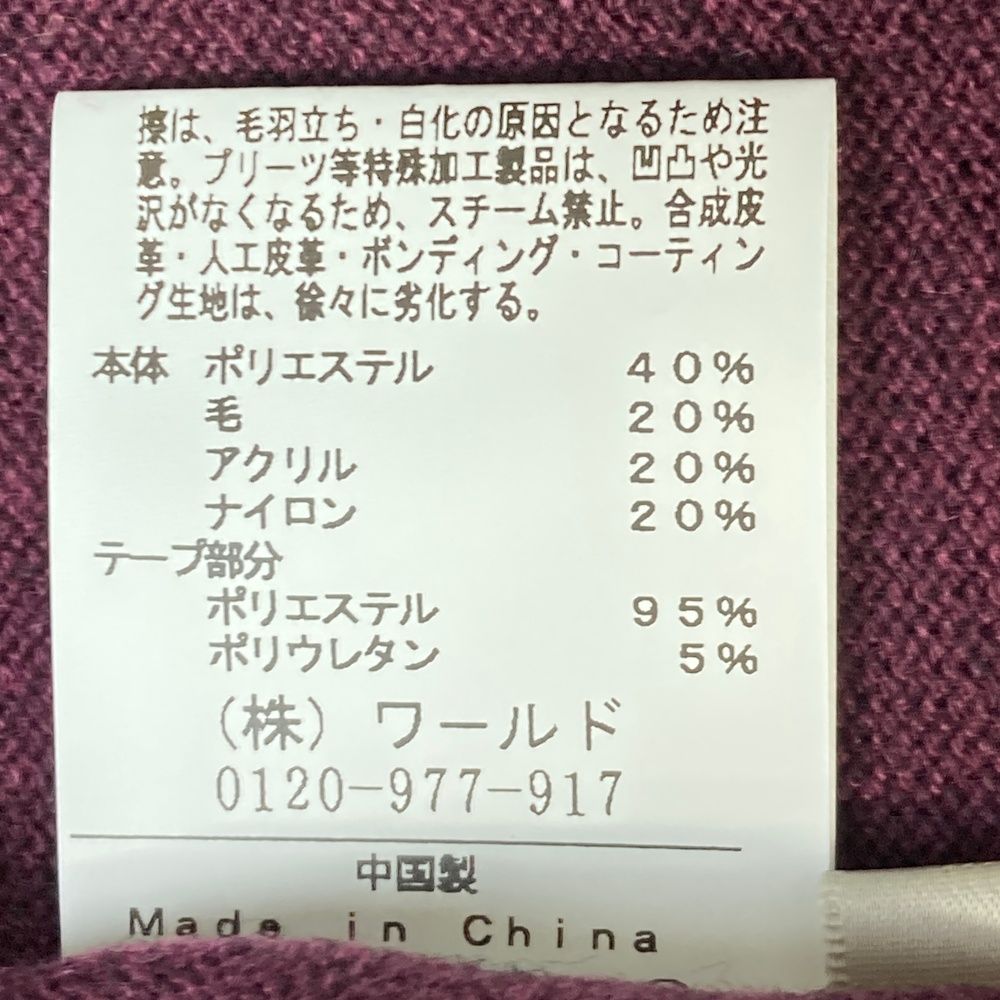 擦は、毛羽立ち・白化の原因となるため注
意。プリーツ等特殊加工製品は、凹凸や光
沢がなくなるため、スチーム禁止。合成皮
革・人工皮革・ボンディング・コーティン
グ生地は、徐々に劣化する。
本体 ポリエステル 40%
毛 20%
アクリル 20%
ナイロン 20%
テープ部分
ポリエステル 95%
ポリウレタン 5%
(株) ワールド
0120-977-917
中国製
Made in China